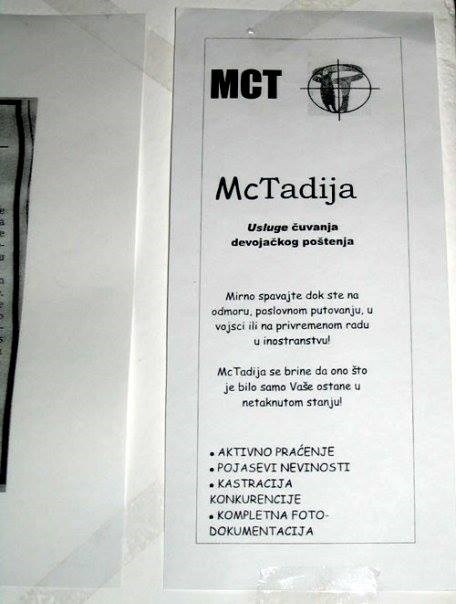 MCT
McTadija
Usluge čuvanja
devojačkog poštenja
Mirno spavajte dok ste na
odmoru, poslovnom putovanju, u
vojsci ili na privremenom radu
u inostranstvu!
McTadija se brine da ono što
je bilo samo Vaše ostane u
netaknutom stanju!
• AKTIVNO PRAĆENJE
• POJASEVI NEVINOSTI
• KASTRACIJA
KONKURENCIJE
• KOMPLETNA FOTO-
DOKUMENTACIJA